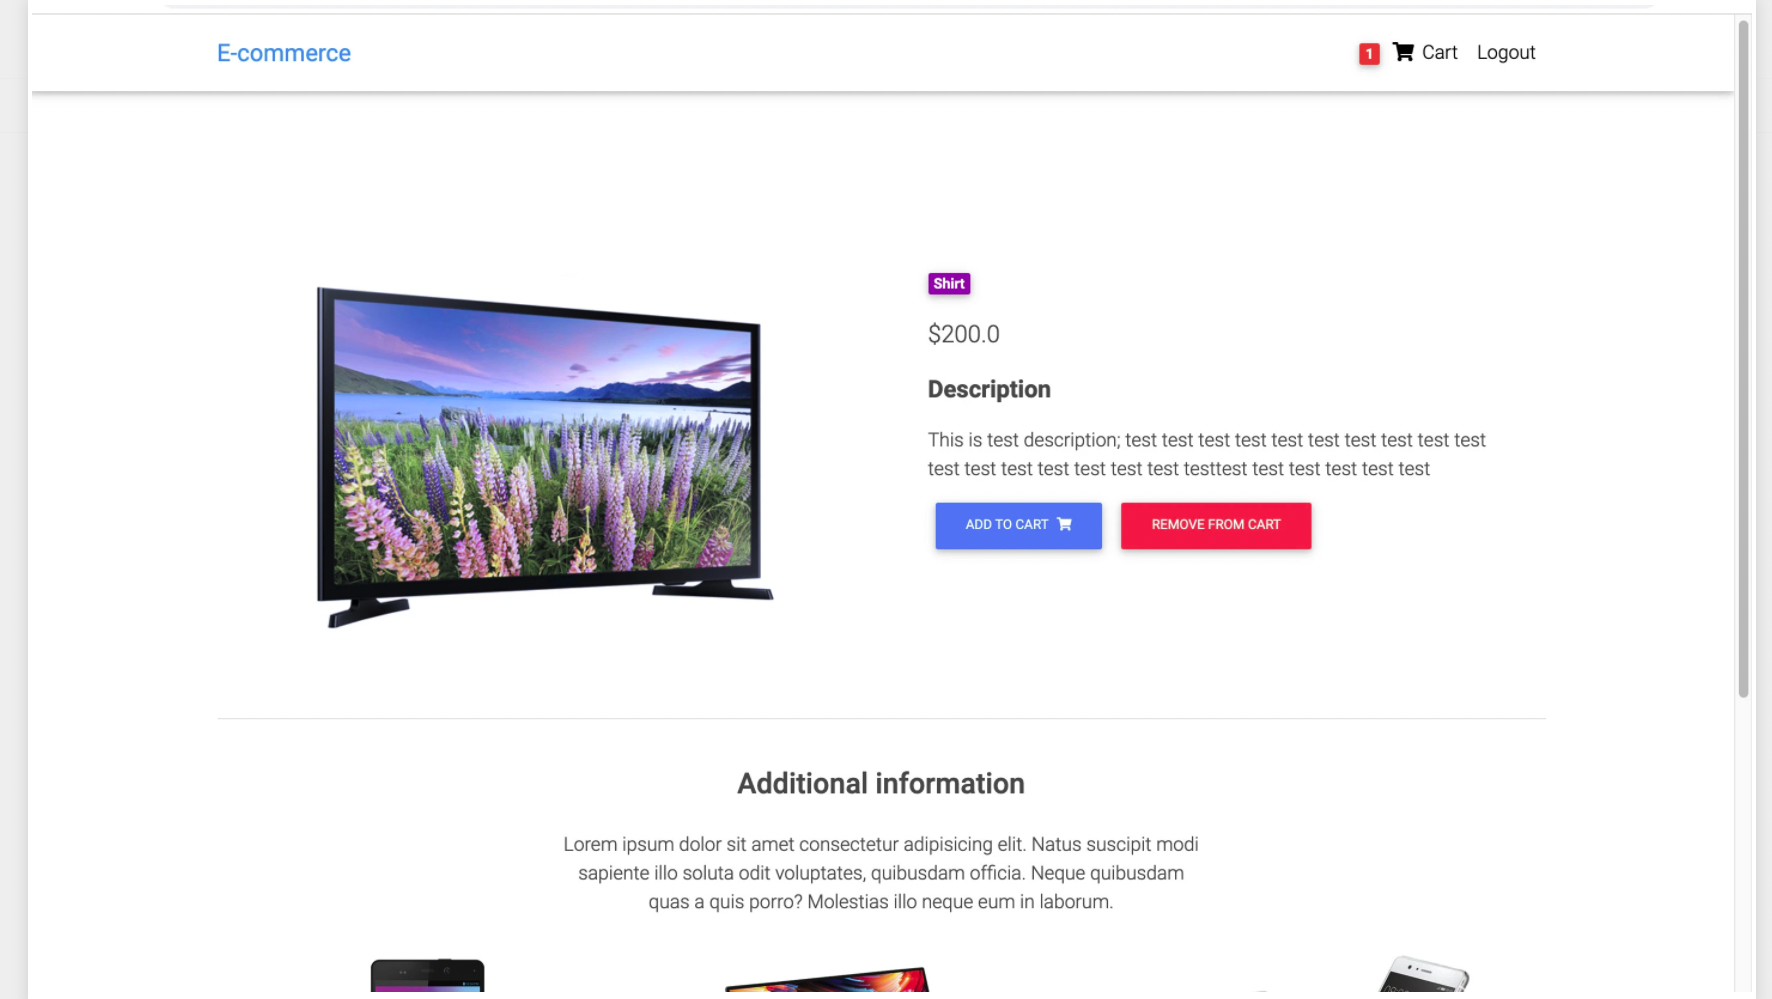 E-commerce
1 Cart Logout
Shirt
$200.0
Description
This is test description; test test test test test test test test test test
test test test test test test test testtest test test test test test
ADD TO CART
REMOVE FROM CART
Additional information
Lorem ipsum dolor sit amet consectetur adipisicing elit. Natus suscipit modi
sapiente illo soluta odit voluptates, quibusdam officia. Neque quibusdam
quas a quis porro? Molestias illo neque eum in laborum.